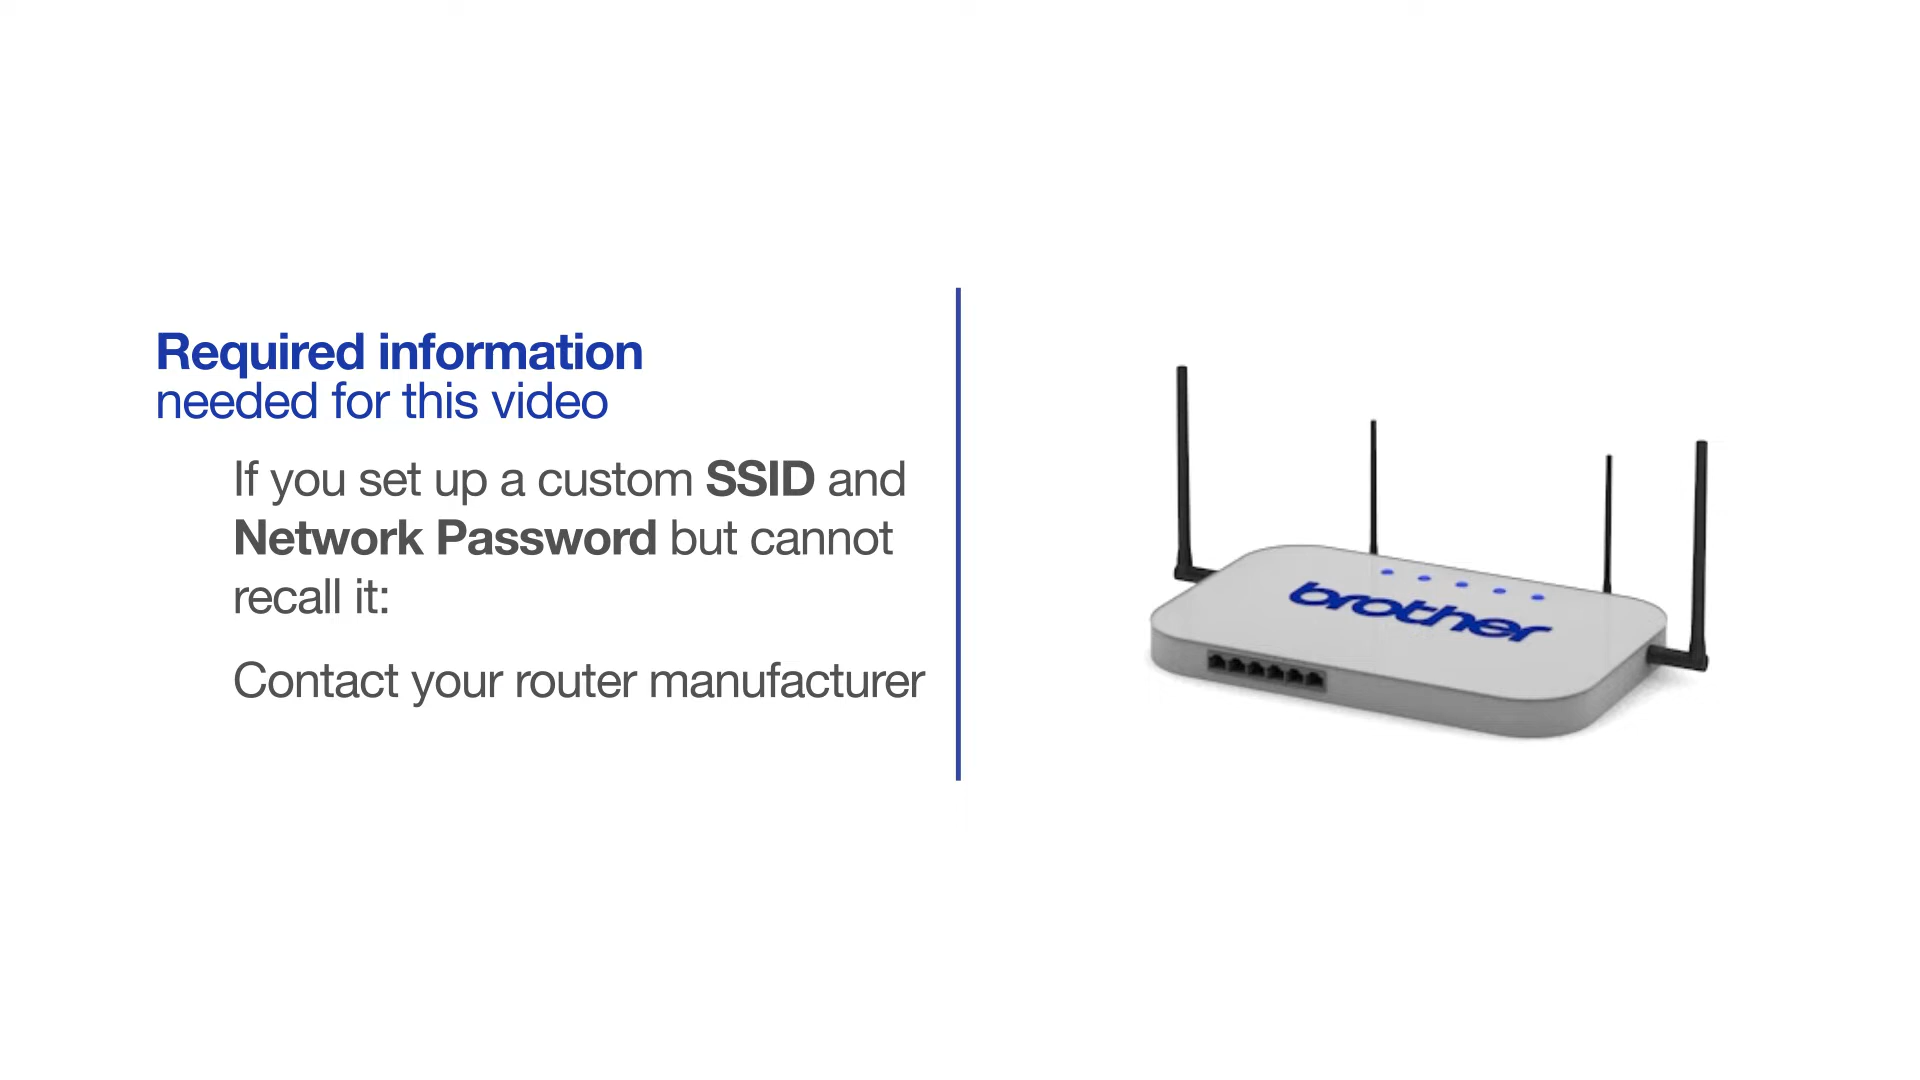 Required information
needed for this video
If you set up a custom SSID and
Network Password but cannot
recall it:
Contact your router manufacturer
brother